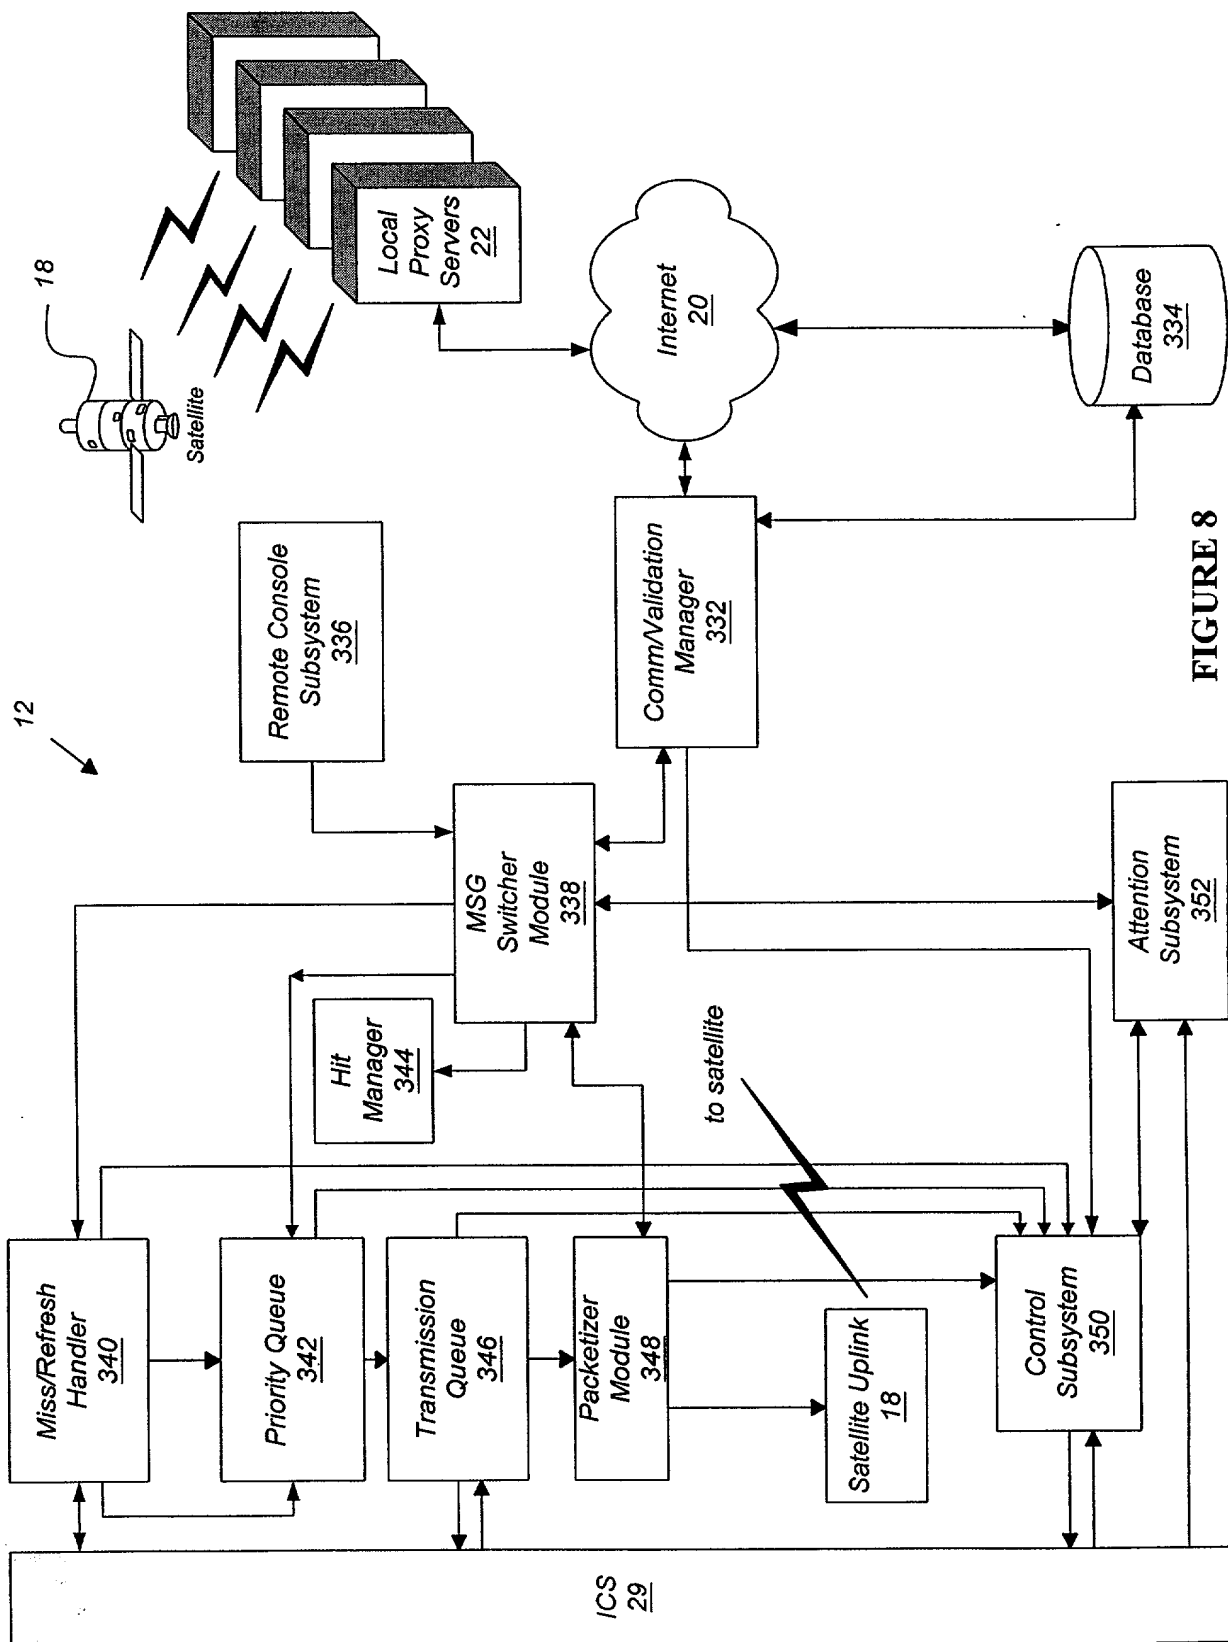 12
18
Satellite
Local
Proxy
Servers
22
Remote Console
Subsystem
336
Internet
20
Comm/Validation
Manager
332
Database
334
MSG
Switcher
Module
338
Hit
Manager
344
Attention
Subsystem
352
to satellite
Miss/Refresh
Handler
340
Priority Queue
342
Transmission
Queue
346
Packetizer
Module
348
Satellite Uplink
18
Control
Subsystem
350
ICS
29
FIGURE 8